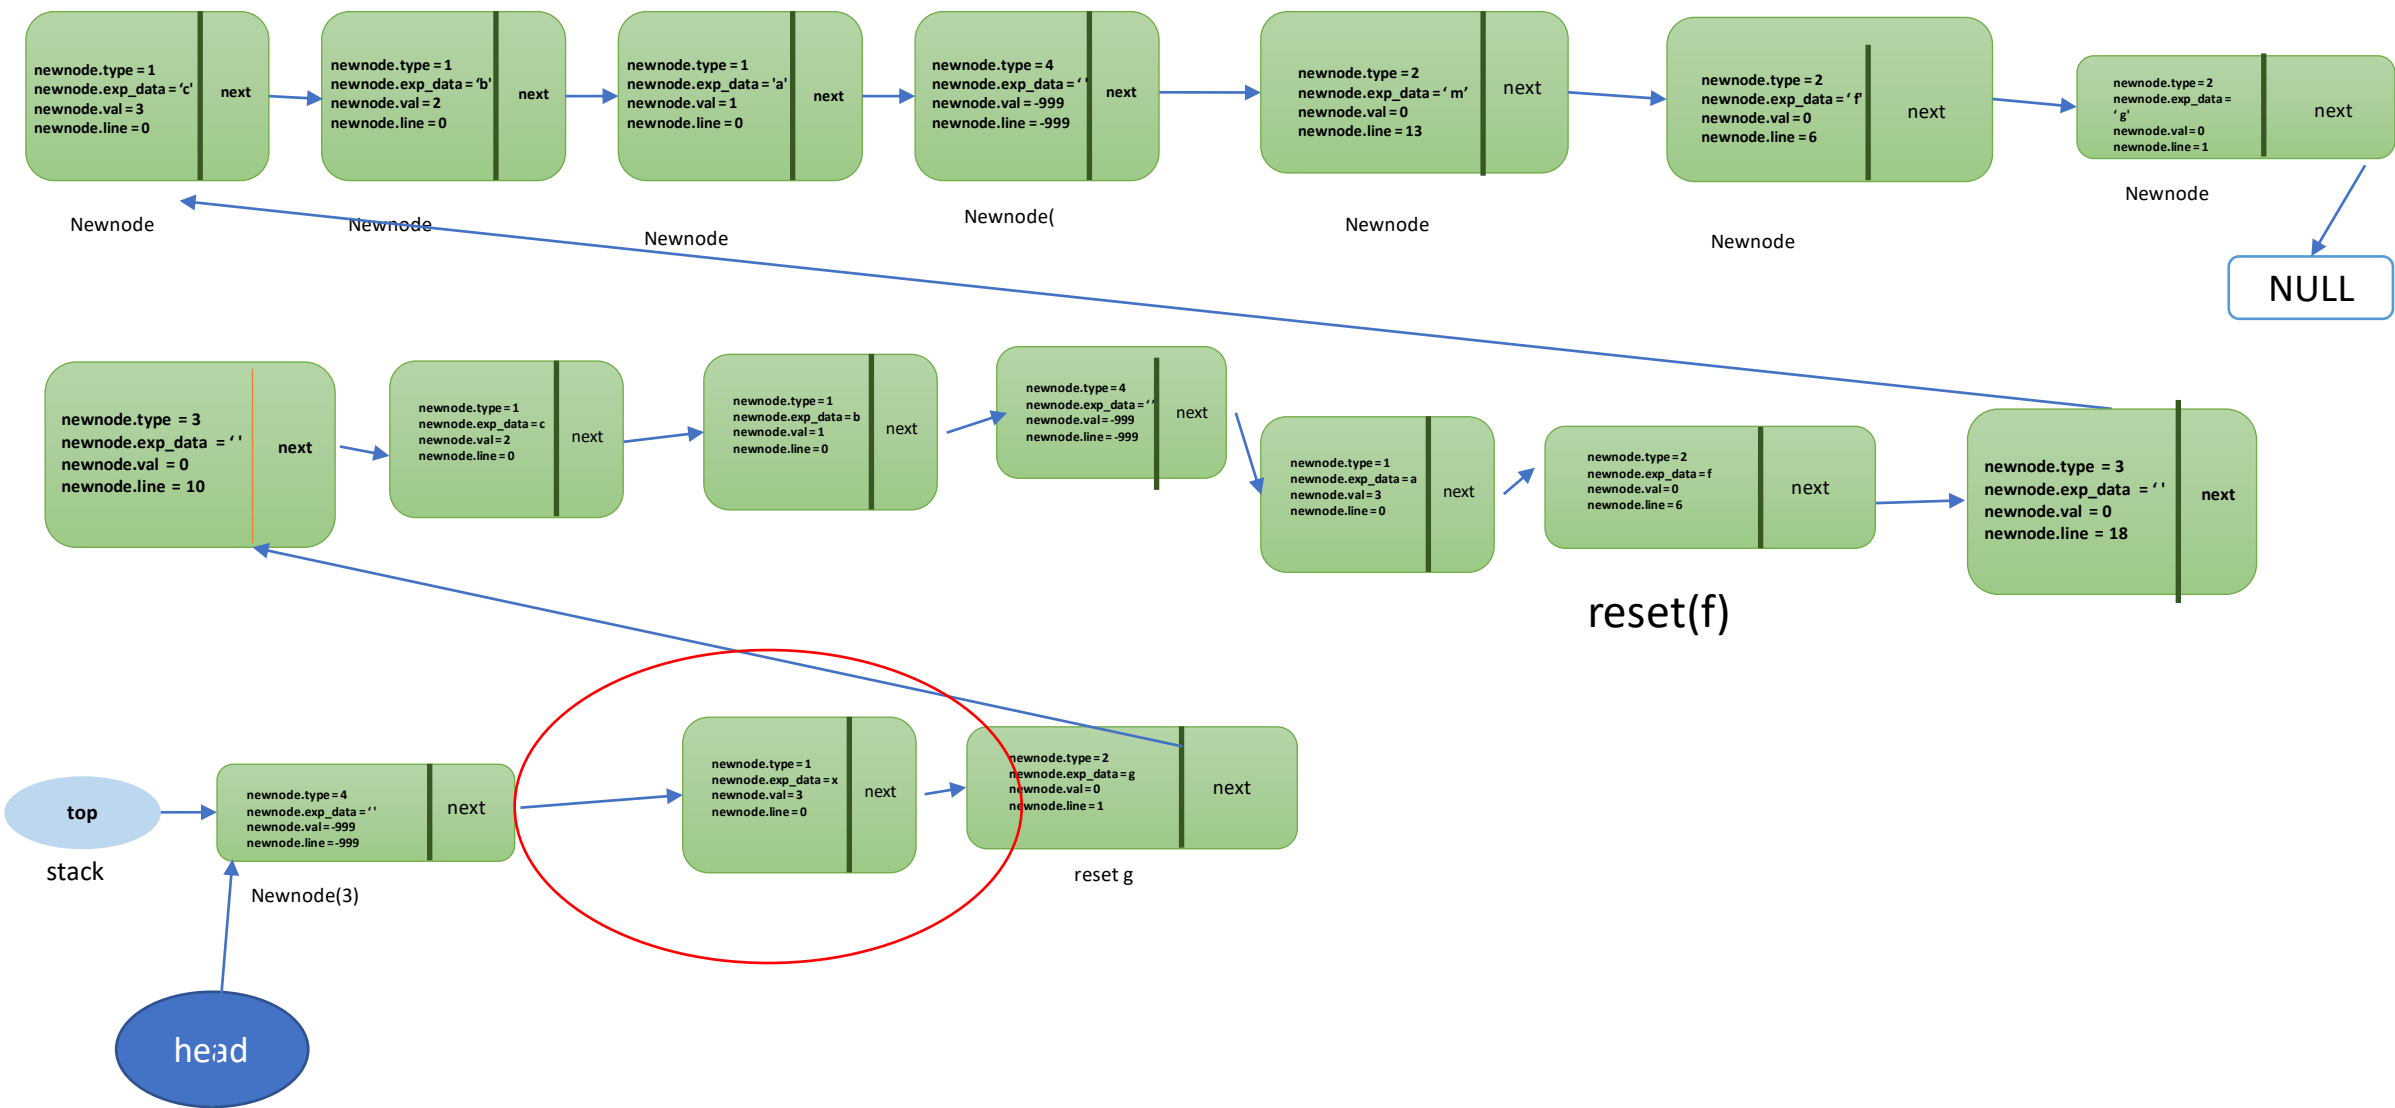 newnode.type = 1
newnode.exp_data = ‘c'
newnode.val = 3
newnode.line = 0
next
newnode.type = 1
newnode.exp_data = ‘b'
newnode.val = 2
newnode.line = 0
next
newnode.type = 1
newnode.exp_data = 'a'
newnode.val = 1
newnode.line = 0
next
newnode.type = 4
newnode.exp_data = ‘ '
newnode.val = -999
newnode.line = -999
next
newnode.type = 2
newnode.exp_data = ‘ m’
newnode.val = 0
newnode.line = 13
next
newnode.type = 2
newnode.exp_data = ‘ f'
newnode.val = 0
newnode.line = 6
next
newnode.type = 2
newnode.exp_data =
‘ g'
newnode.val = 0
newnode.line = 1
next
Newnode
Newnode
Newnode
Newnode(
Newnode
Newnode
Newnode
NULL
newnode.type = 3
newnode.exp_data = ‘ '
newnode.val = 0
newnode.line = 10
next
newnode.type = 1
newnode.exp_data = c
newnode.val = 2
newnode.line = 0
next
newnode.type = 1
newnode.exp_data = b
newnode.val = 1
newnode.line = 0
next
newnode.type = 4
newnode.exp_data = ‘ '
newnode.val = -999
newnode.line = -999
next
newnode.type = 1
newnode.exp_data = a
newnode.val = 3
newnode.line = 0
next
newnode.type = 2
newnode.exp_data = f
newnode.val = 0
newnode.line = 6
next
newnode.type = 3
newnode.exp_data = ‘ '
newnode.val = 0
newnode.line = 18
next
reset(f)
top
stack
newnode.type = 4
newnode.exp_data = ‘ '
newnode.val = -999
newnode.line = -999
next
Newnode(3)
newnode.type = 1
newnode.exp_data = x
newnode.val = 3
newnode.line = 0
next
newnode.type = 2
newnode.exp_data = g
newnode.val = 0
newnode.line = 1
next
reset g
head